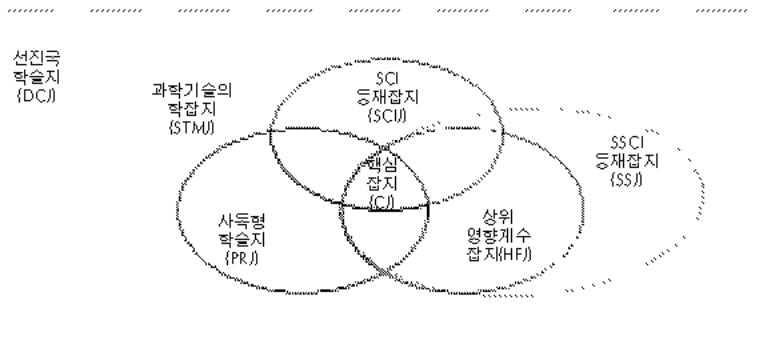 선진국
학술지
(DCJ)
과학기술의
학잡지
(STMJ)
SCI
등재잡지
(SCIJ)
SSCI
등재잡지
(SSJ)
핵심
잡지
(CJ)
사독형
학술지
(PRJ)
상위
영향계수
잡지(HFJ)